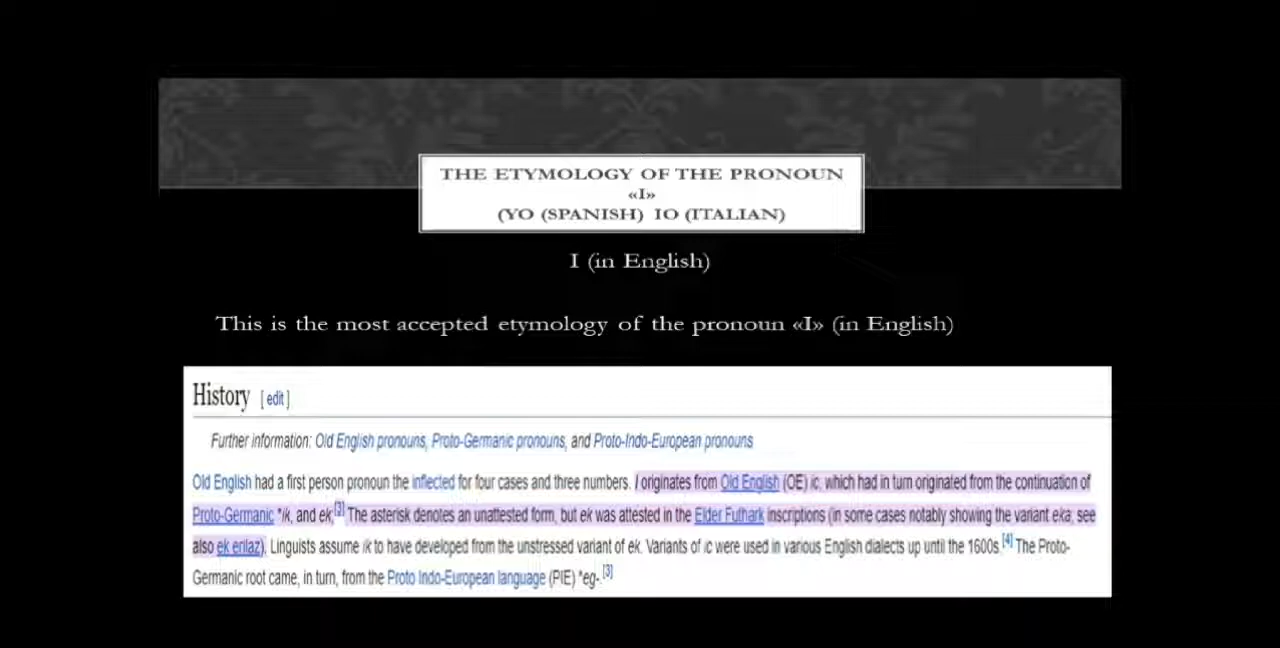 THE ETYMOLOGY OF THE PRONOUN
«I»
(YO (SPANISH) IO (ITALIAN)
I (in English)
This is the most accepted etymology of the pronoun «I» (in English)
History [ edit ]
Further information: Old English pronouns, Proto-Germanic pronouns, and Proto-Indo-European pronouns
Old English had a first person pronoun the inflected for four cases and three numbers. I originates from Old English (OE) ic, which had in turn originated from the continuation of
Proto-Germanic *ik, and ek;[3] The asterisk denotes an unattested form, but ek was attested in the Elder Futhark inscriptions (in some cases notably showing the variant eka; see
also ek erilaz). Linguists assume ik to have developed from the unstressed variant of ek. Variants of ic were used in various English dialects up until the 1600s.[4] The Proto-
Germanic root came, in turn, from the Proto Indo-European language (PIE) *eg-.[3]